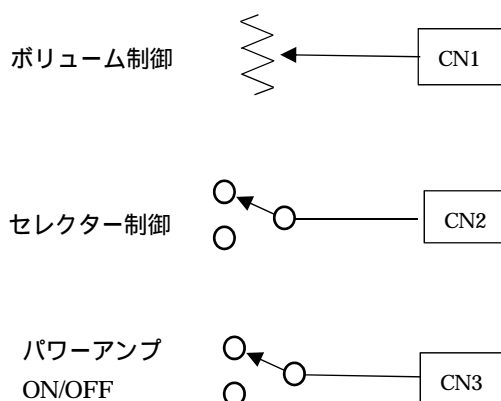 ボリューム制御
CN1
セレクター制御
CN2
パワーアンプ
ON/OFF
CN3